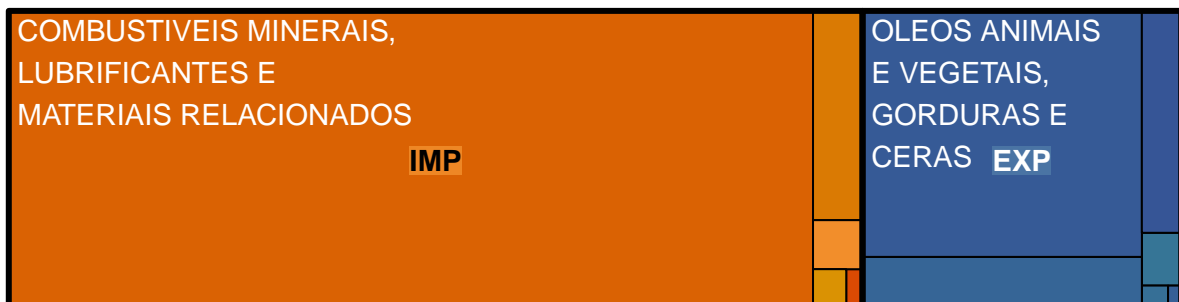 COMBUSTIVEIS MINERAIS,
LUBRIFICANTES E
MATERIAIS RELACIONADOS
IMP
OLEOS ANIMAIS
E VEGETAIS,
GORDURAS E
CERAS
EXP